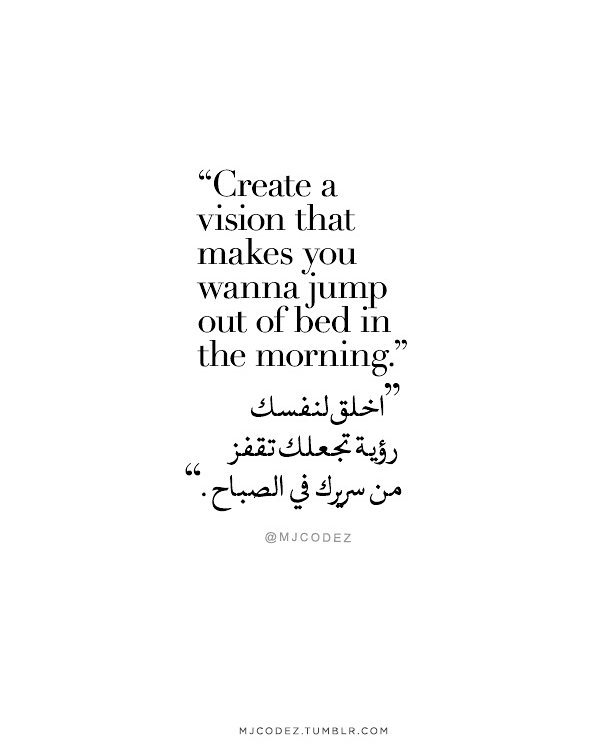 “Create a
vision that
makes you
wanna jump
out of bed in
the morning.”
”اخلق لنفسك
رؤية تجعلك تقفز
من سريرك في الصباح.“
@MJCODEZ
MJCODEZ.TUMBLR.COM